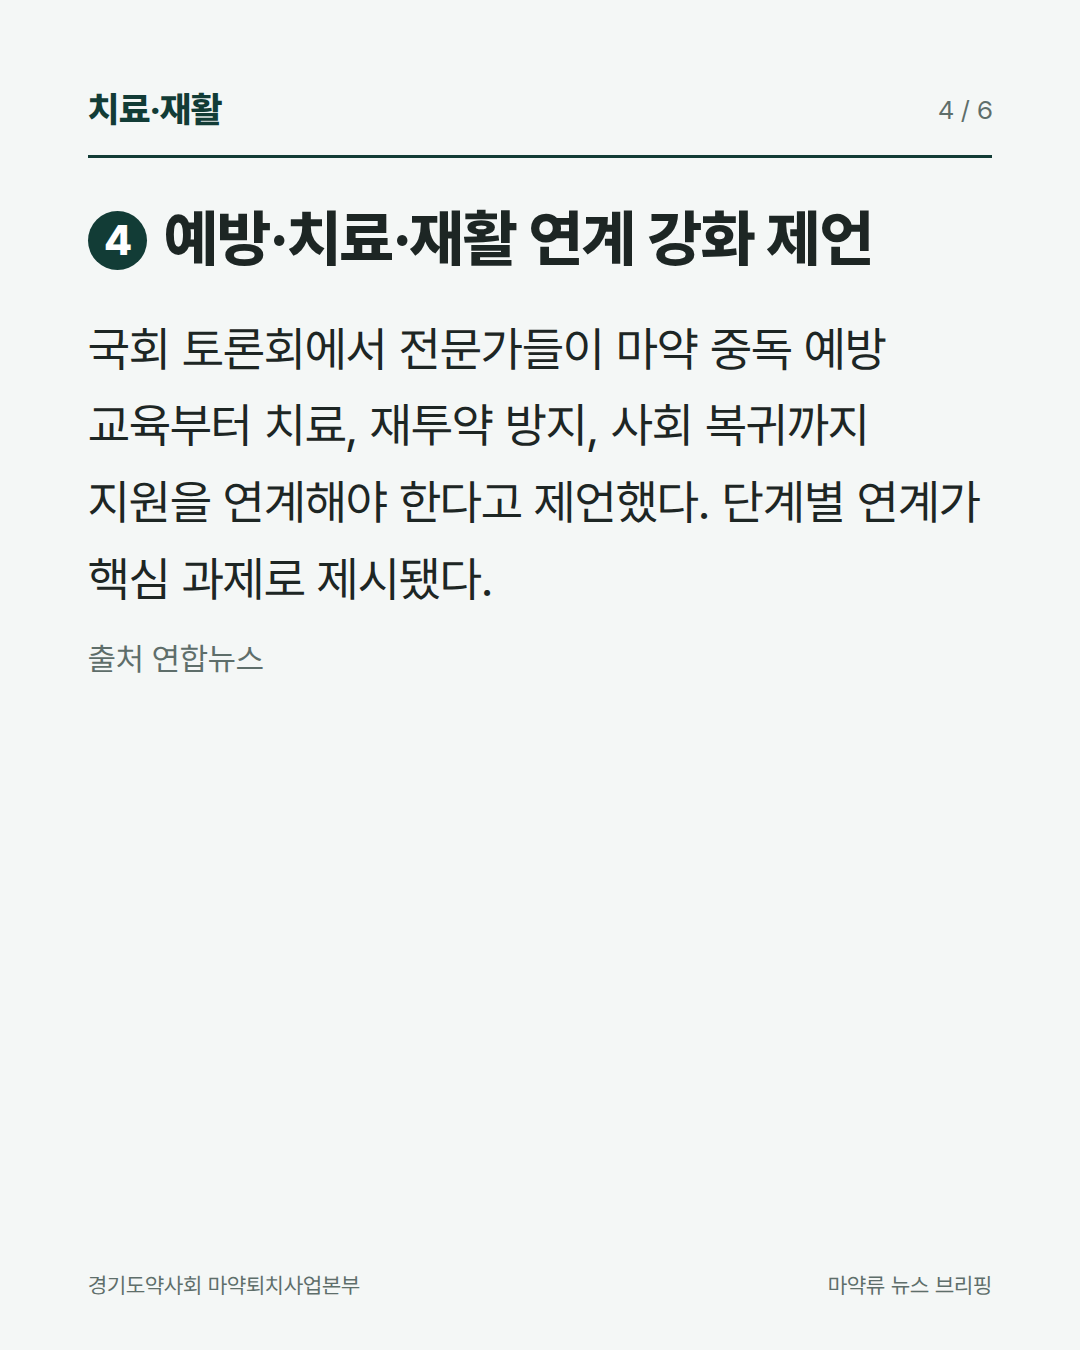 치료·재활
4 / 6
4 예방·치료·재활 연계 강화 제언
국회 토론회에서 전문가들이 마약 중독 예방
교육부터 치료, 재투약 방지, 사회 복귀까지
지원을 연계해야 한다고 제언했다. 단계별 연계가
핵심 과제로 제시됐다.
출처 연합뉴스
경기도약사회 마약퇴치사업본부
마약류 뉴스 브리핑